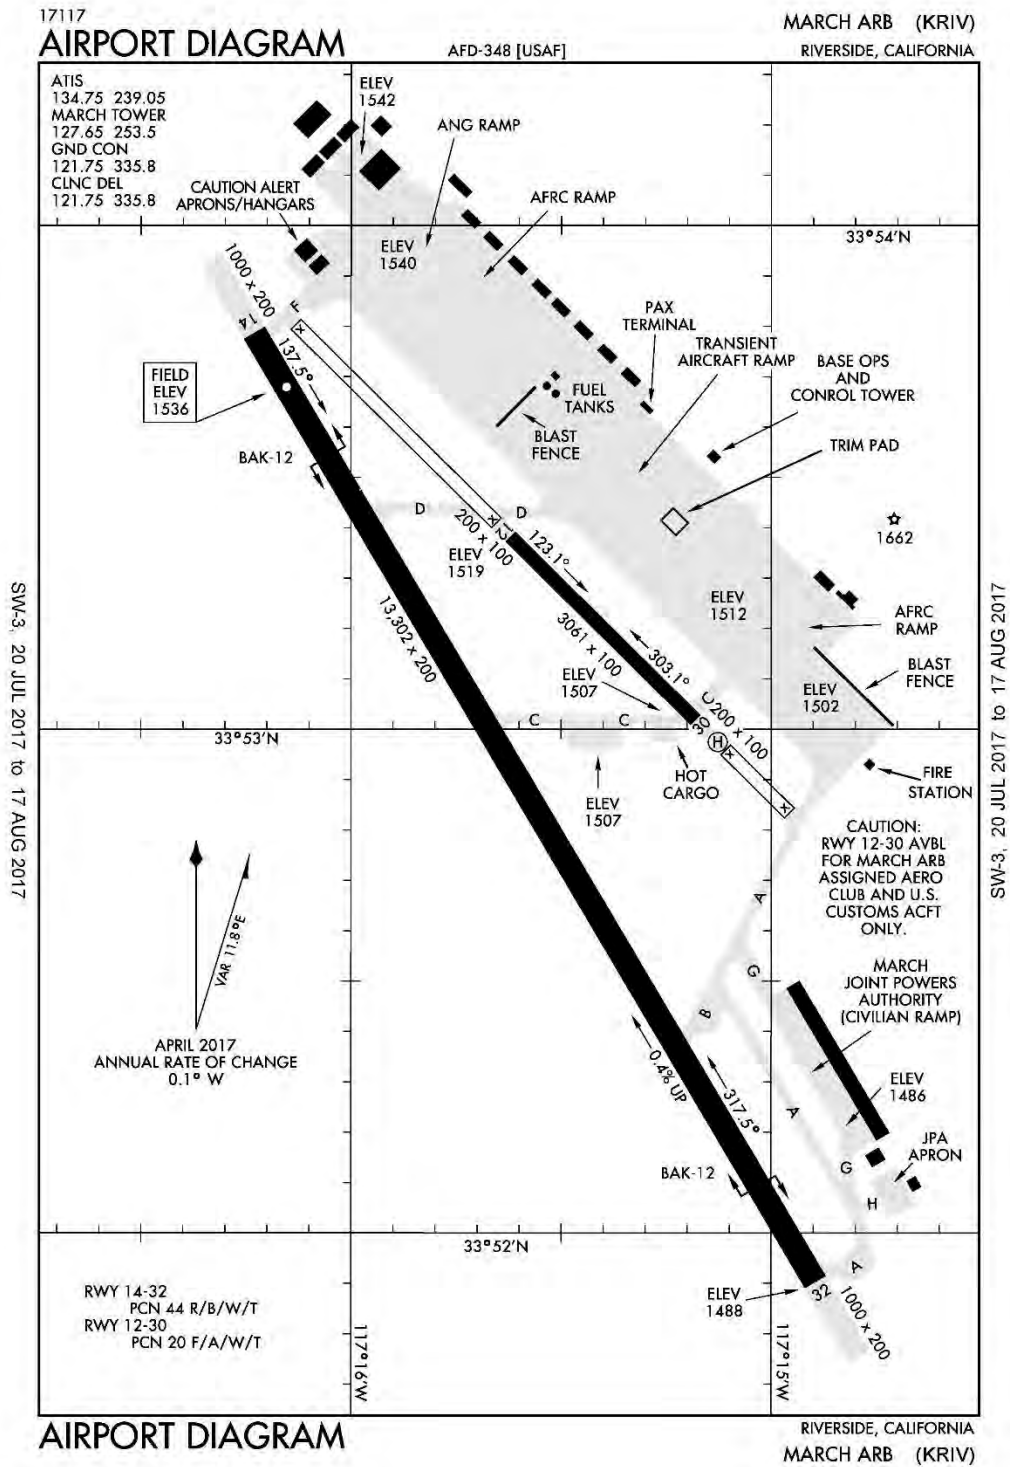 17117
AIRPORT DIAGRAM
AFD-348 [USAF]
MARCH ARB (KRIV)
RIVERSIDE, CALIFORNIA
ATIS
134.75 239.05
MARCH TOWER
127.65 253.5
GND CON
121.75 335.8
CLNC DEL
121.75 335.8
ELEV
1542
ANG RAMP
CAUTION ALERT
APRONS/HANGARS
AFRC RAMP
33°54'N
ELEV
1540
1000 x 200
F
14
137.5°
FIELD
ELEV
1536
PAX
TERMINAL
TRANSIENT
AIRCRAFT RAMP
BASE OPS
AND
CONROL TOWER
FUEL
TANKS
BLAST
FENCE
TRIM PAD
BAK-12
D
D
1662
200 x 100
12
123.1°
ELEV
1519
13,302 x 200
3061 x 100
ELEV
1512
AFRC
RAMP
303.1°
ELEV
1507
BLAST
FENCE
ELEV
1502
C
C
C
30
200 x 100
H
33°53'N
HOT
CARGO
ELEV
1507
FIRE
STATION
CAUTION:
RWY 12-30 AVBL
FOR MARCH ARB
ASSIGNED AERO
CLUB AND U.S.
CUSTOMS ACFT
ONLY.
VAR 11.8°E
APRIL 2017
ANNUAL RATE OF CHANGE
0.1° W
A
G
B
MARCH
JOINT POWERS
AUTHORITY
(CIVILIAN RAMP)
0.4% UP
317.5°
ELEV
1486
A
JPA
APRON
BAK-12
G
H
33°52'N
A
ELEV
1488
32
1000 x 200
RWY 14-32
PCN 44 R/B/W/T
RWY 12-30
PCN 20 F/A/W/T
117°16'W
117°15'W
SW-3, 20 JUL 2017 to 17 AUG 2017
SW-3, 20 JUL 2017 to 17 AUG 2017
AIRPORT DIAGRAM
RIVERSIDE, CALIFORNIA
MARCH ARB (KRIV)